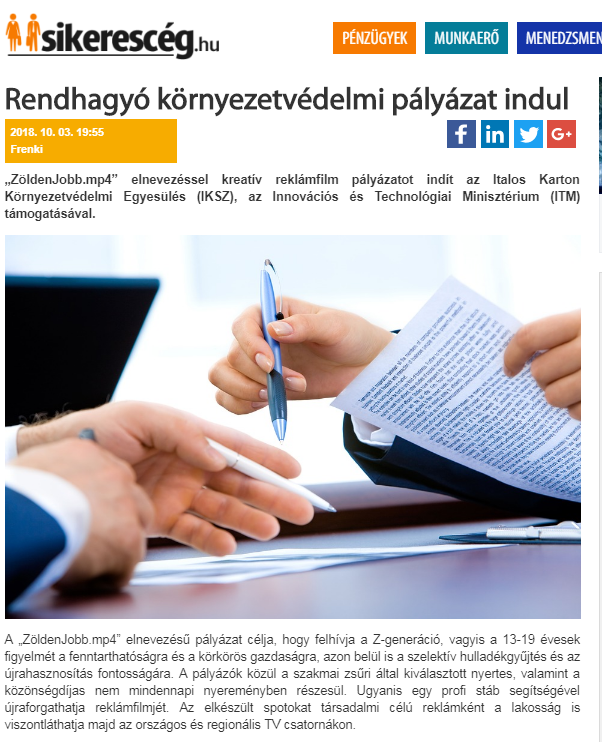 sikerescég.hu
PÉNZÜGYEK MUNKAERŐ MENEDZSMEN
Rendhagyó környezetvédelmi pályázat indul
2018. 10. 03. 19:55
Frenki
„ZöldenJobb.mp4” elnevezéssel kreatív reklámfilm pályázatot indít az Italos Karton
Környezetvédelmi Egyesülés (IKSZ), az Innovációs és Technológiai Minisztérium (ITM)
támogatásával.
A „ZöldenJobb.mp4” elnevezésű pályázat célja, hogy felhívja a Z-generáció, vagyis a 13-19 évesek
figyelmét a fenntarthatóságra és a körkörös gazdaságra, azon belül is a szelektív hulladékgyűjtés és az
újrahasznosítás fontosságára. A pályázók közül a szakmai zsűri által kiválasztott nyertes, valamint a
közönségdíjas nem mindennapi nyereményben részesül. Ugyanis egy profi stáb segítségével
újraforgathatja reklámfilmjét. Az elkészült spotokat társadalmi célú reklámként a lakosság is
viszontláthatja majd az országos és regionális TV csatornákon.